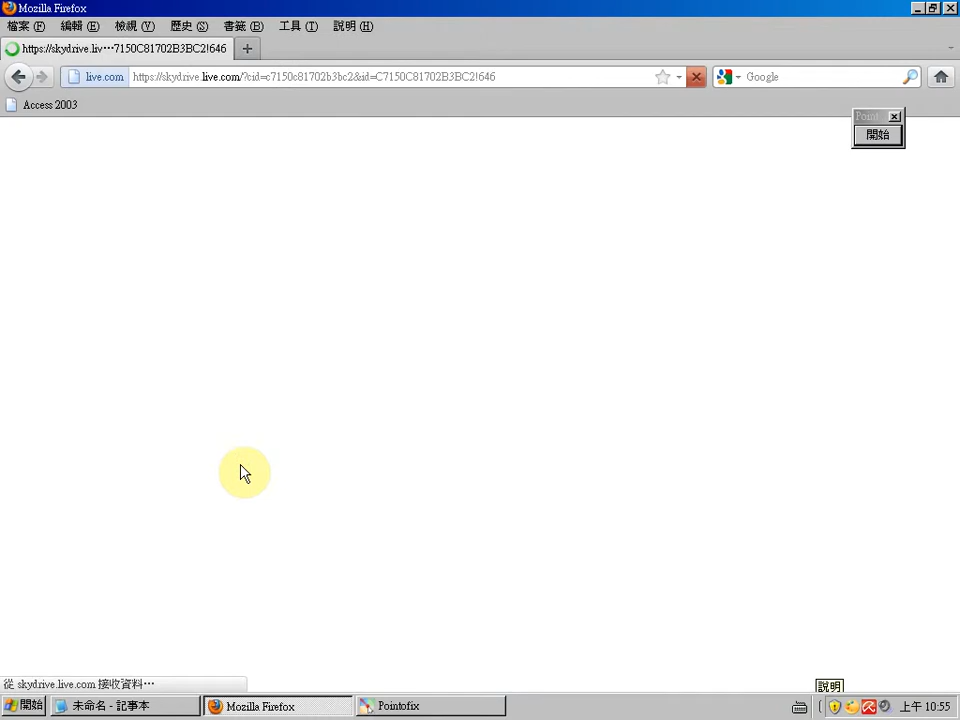 Mozilla Firefox
檔案 (F) 編輯 (E) 檢視 (V) 歷史 (S) 書籤 (B) 工具 (T) 說明 (H)
https://skydrive.liv…7150C81702B3BC2!646
live.com https://skydrive.live.com/?cid=c7150c81702b3bc2&id=C7150C81702B3BC2!646 Google
Access 2003
Point
開始
從 skydrive.live.com 接收資料…
說明
開始 未命名 - 記事本 Mozilla Firefox Pointofix 上午 10:55